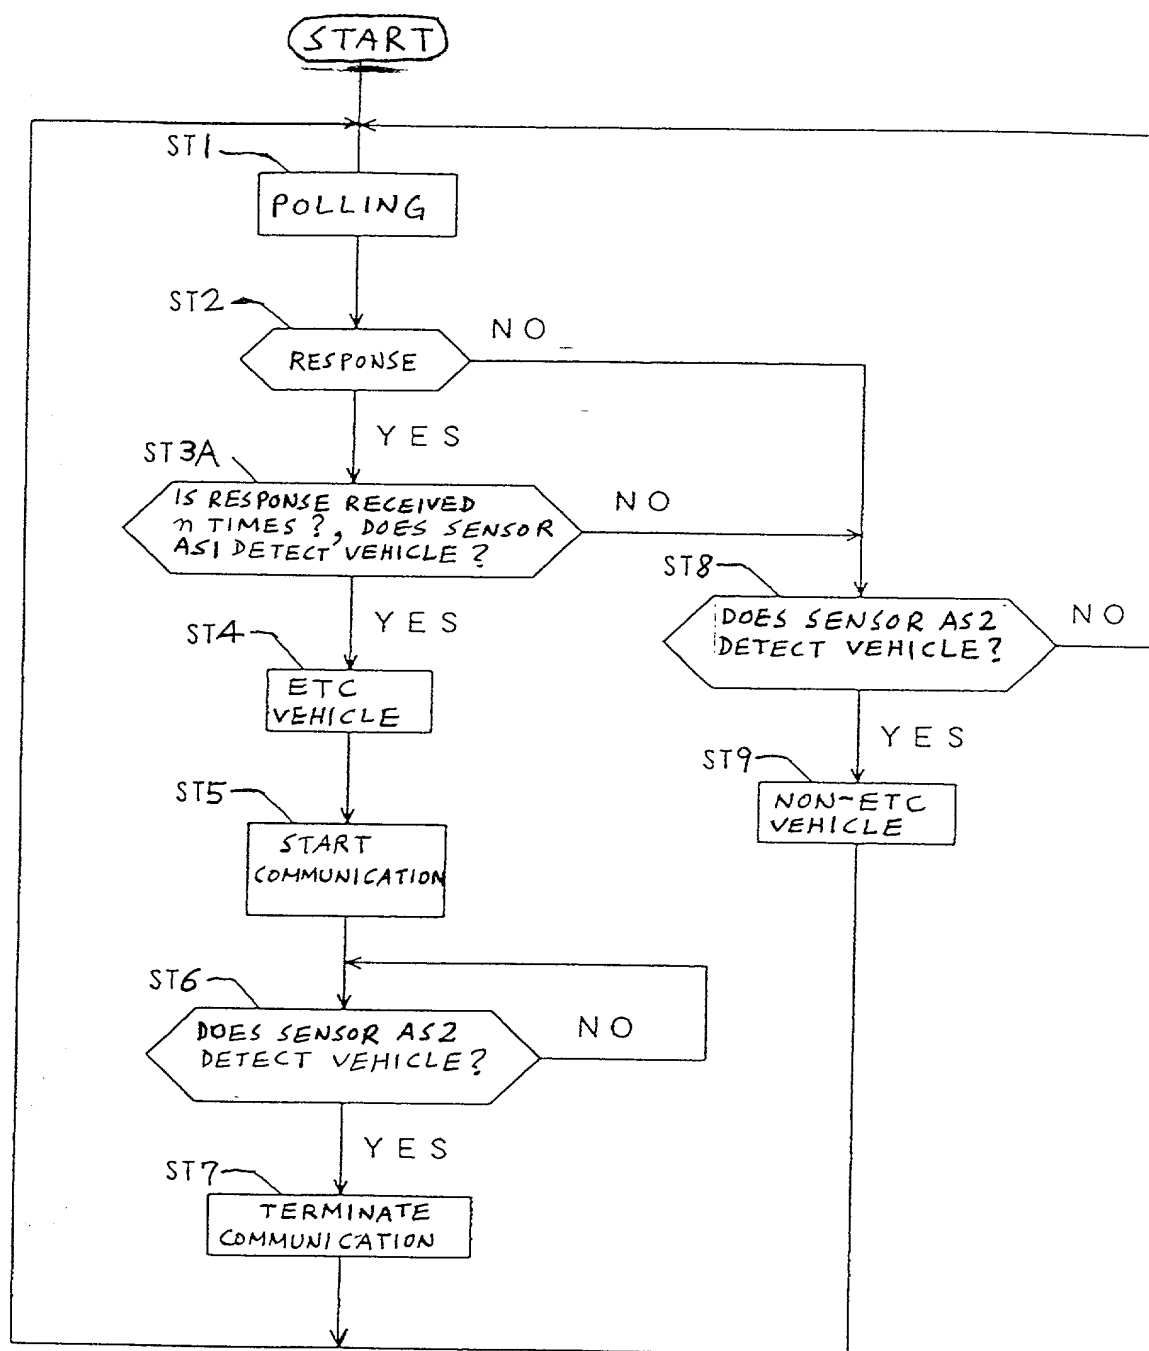 START
ST1
POLLING
ST2
NO
RESPONSE
YES
ST3A
IS RESPONSE RECEIVED
n TIMES?, DOES SENSOR
AS1 DETECT VEHICLE?
NO
YES
ST8
DOES SENSOR AS2
DETECT VEHICLE?
NO
ST4
ETC
VEHICLE
YES
ST9
NON-ETC
VEHICLE
ST5
START
COMMUNICATION
ST6
DOES SENSOR AS2
DETECT VEHICLE?
NO
YES
ST7
TERMINATE
COMMUNICATION